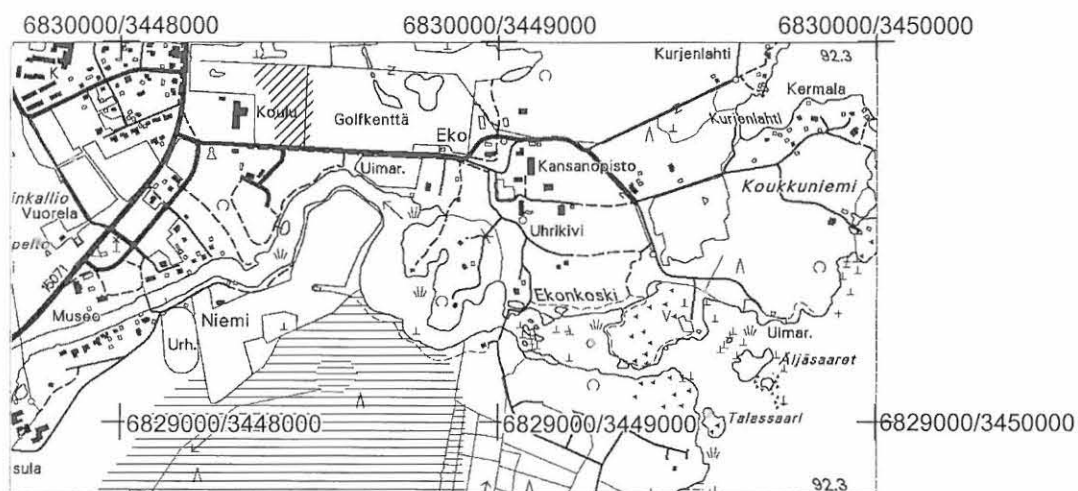 6830000/3448000 6830000/3449000 6830000/3450000
Kurjenlahti 92.3
K
Kermala
Koulu Golfkenttä Kurjenlahti
Eko
Uimar. Kansanopisto
Koukkuniemi
inkallio
Vuorela
Uhrikivi
pelto
15071
Ekonkoski
Museo Niemi V Uimar.
Urh.
Äljäsaaret
6829000/3448000 6829000/3449000 Talassaari 6829000/3450000
sula
92.3